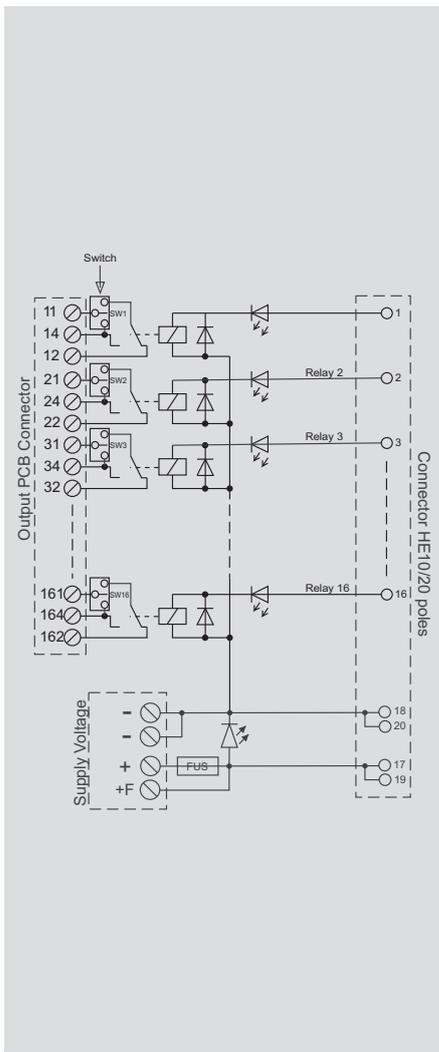 Switch
11
SW1
1
14
12
21
SW2
Relay 2
2
24
22
31
SW3
Relay 3
3
34
32
Output PCB Connector
Connector HE10/20 poles
161
SW16
Relay 16
16
164
162
Supply Voltage
-
18
-
20
+
FUS
17
+F
19